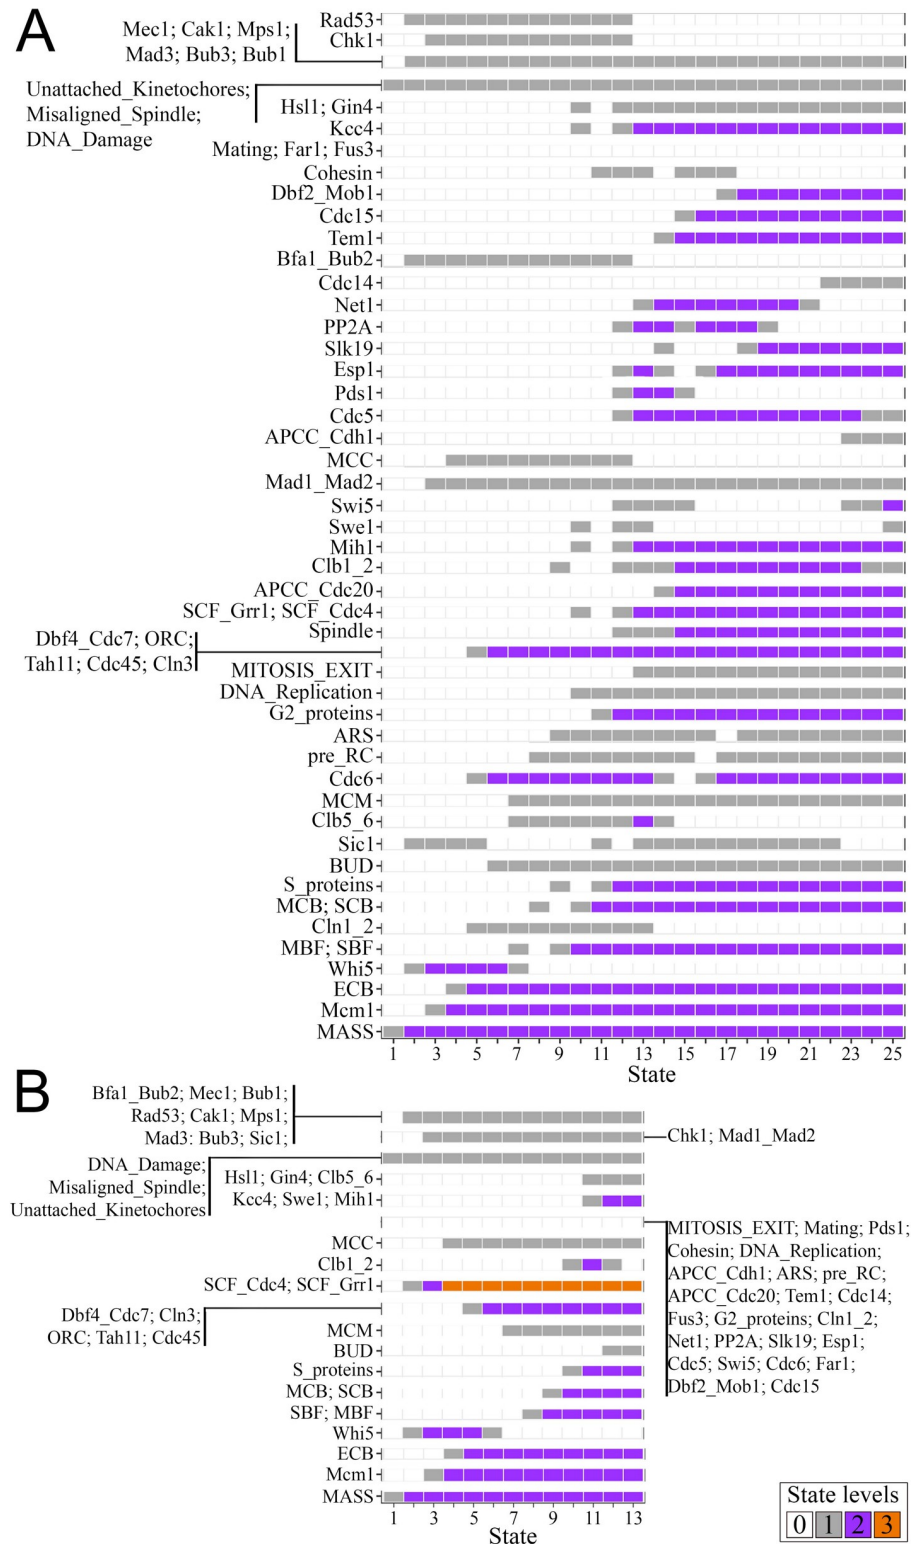 A
Rad53
Mec1; Cak1; Mps1;
Chk1
Mad3; Bub3; Bub1
Unattached_Kinetochores;
Hsl1; Gin4
Misaligned_Spindle;
Kcc4
DNA_Damage
Mating; Far1; Fus3
Cohesin
Dbf2_Mob1
Cdc15
Tem1
Bfa1_Bub2
Cdc14
Net1
PP2A
Slk19
Esp1
Pds1
Cdc5
APCC_Cdh1
MCC
Mad1_Mad2
Swi5
Swe1
Mih1
Clb1_2
APCC_Cdc20
SCF_Grr1; SCF_Cdc4
Spindle
Dbf4_Cdc7; ORC;
Tah11; Cdc45; Cln3
MITOSIS_EXIT
DNA_Replication
G2_proteins
ARS
pre_RC
Cdc6
MCM
Clb5_6
Sic1
BUD
S_proteins
MCB; SCB
Cln1_2
MBF; SBF
Whi5
ECB
Mcm1
MASS
1 3 5 7 9 11 13 15 17 19 21 23 25
State
B
Bfa1_Bub2; Mec1; Bub1;
Rad53; Cak1; Mps1;
Mad3: Bub3; Sic1;
Chk1; Mad1_Mad2
DNA_Damage;
Misaligned_Spindle;
Unattached_Kinetochores
Hsl1; Gin4; Clb5_6
Kcc4; Swe1; Mih1
MITOSIS_EXIT; Mating; Pds1;
Cohesin; DNA_Replication;
APCC_Cdh1; ARS; pre_RC;
APCC_Cdc20; Tem1; Cdc14;
Fus3; G2_proteins; Cln1_2;
Net1; PP2A; Slk19; Esp1;
Cdc5; Swi5; Cdc6; Far1;
Dbf2_Mob1; Cdc15
MCC
Clb1_2
SCF_Cdc4; SCF_Grr1
Dbf4_Cdc7; Cln3;
ORC; Tah11; Cdc45
MCM
BUD
S_proteins
MCB; SCB
SBF; MBF
Whi5
ECB
Mcm1
MASS
1 3 5 7 9 11 13
State
State levels
0 1 2 3